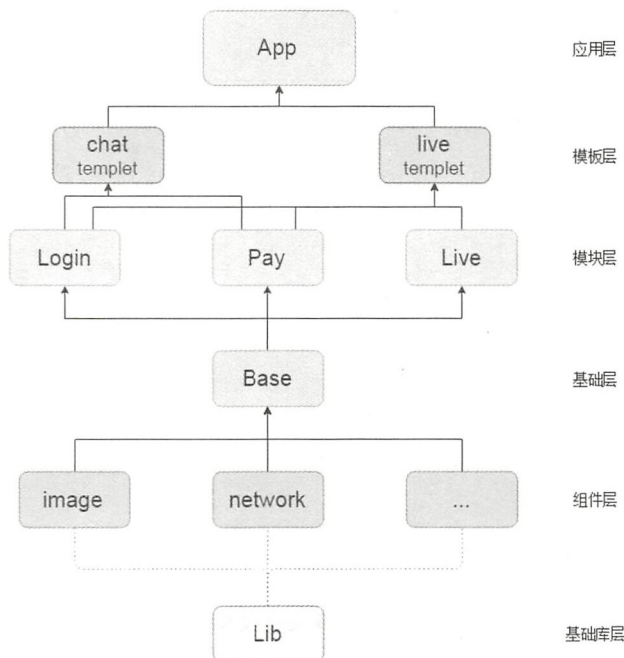 App
应用层
chat
templet
live
templet
模板层
Login
Pay
Live
模块层
Base
基础层
image
network
...
组件层
Lib
基础库层